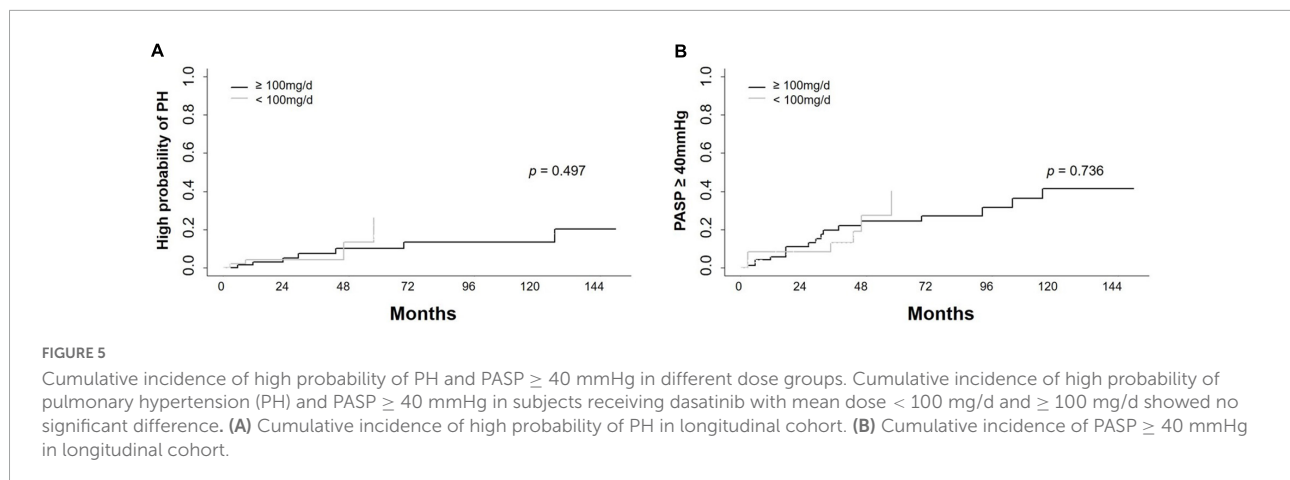 A
High probability of PH
1.0
0.8
0.6
0.4
0.2
0.0
≥ 100mg/d
< 100mg/d
p = 0.497
0 24 48 72 96 120 144
Months
B
PASP ≥ 40mmHg
1.0
0.8
0.6
0.4
0.2
0.0
≥ 100mg/d
< 100mg/d
p = 0.736
0 24 48 72 96 120 144
Months
FIGURE 5
Cumulative incidence of high probability of PH and PASP ≥ 40 mmHg in different dose groups. Cumulative incidence of high probability of
pulmonary hypertension (PH) and PASP ≥ 40 mmHg in subjects receiving dasatinib with mean dose < 100 mg/d and ≥ 100 mg/d showed no
significant difference. (A) Cumulative incidence of high probability of PH in longitudinal cohort. (B) Cumulative incidence of PASP ≥ 40 mmHg
in longitudinal cohort.